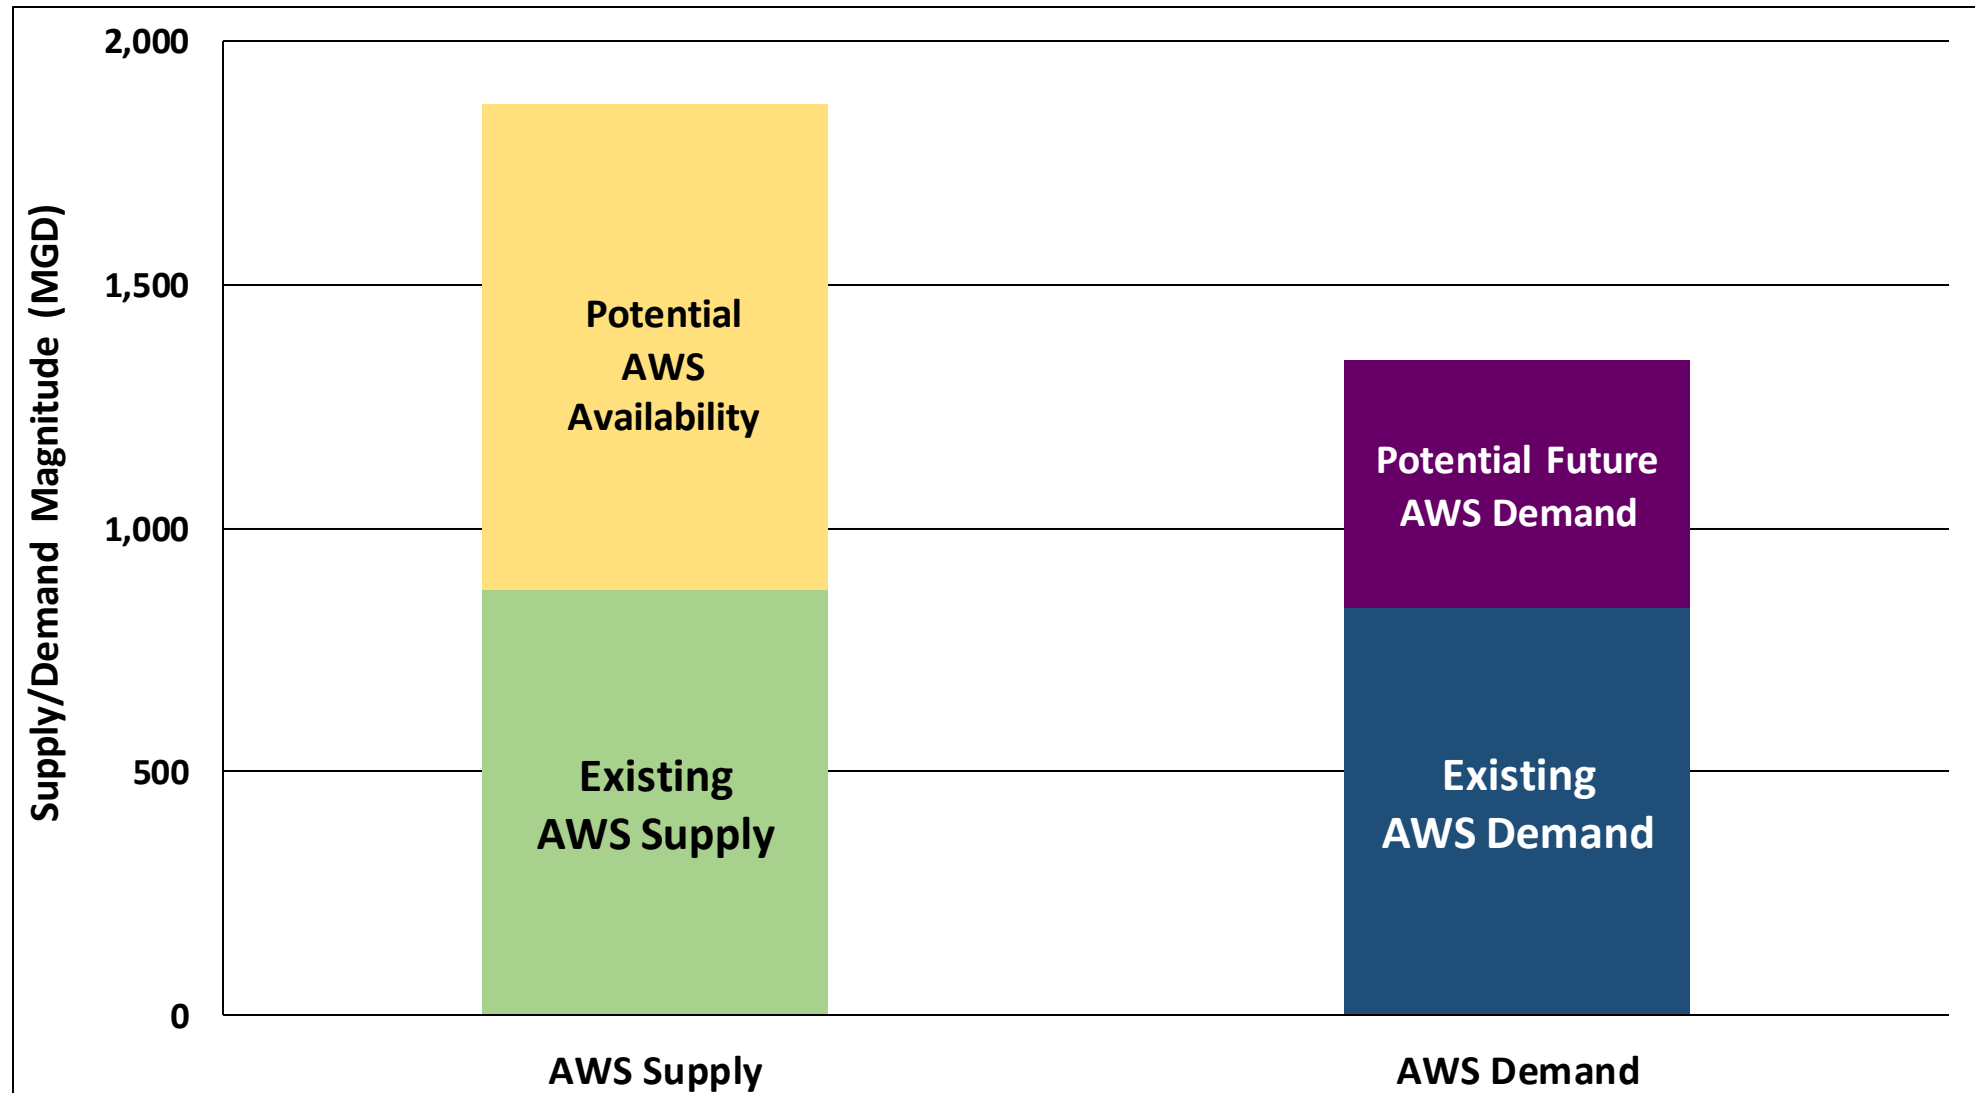 Supply/Demand Magnitude (MGD)
2,000
1,500
1,000
500
0
Potential
AWS
Availability
Existing
AWS Supply
Potential Future
AWS Demand
Existing
AWS Demand
AWS Supply
AWS Demand